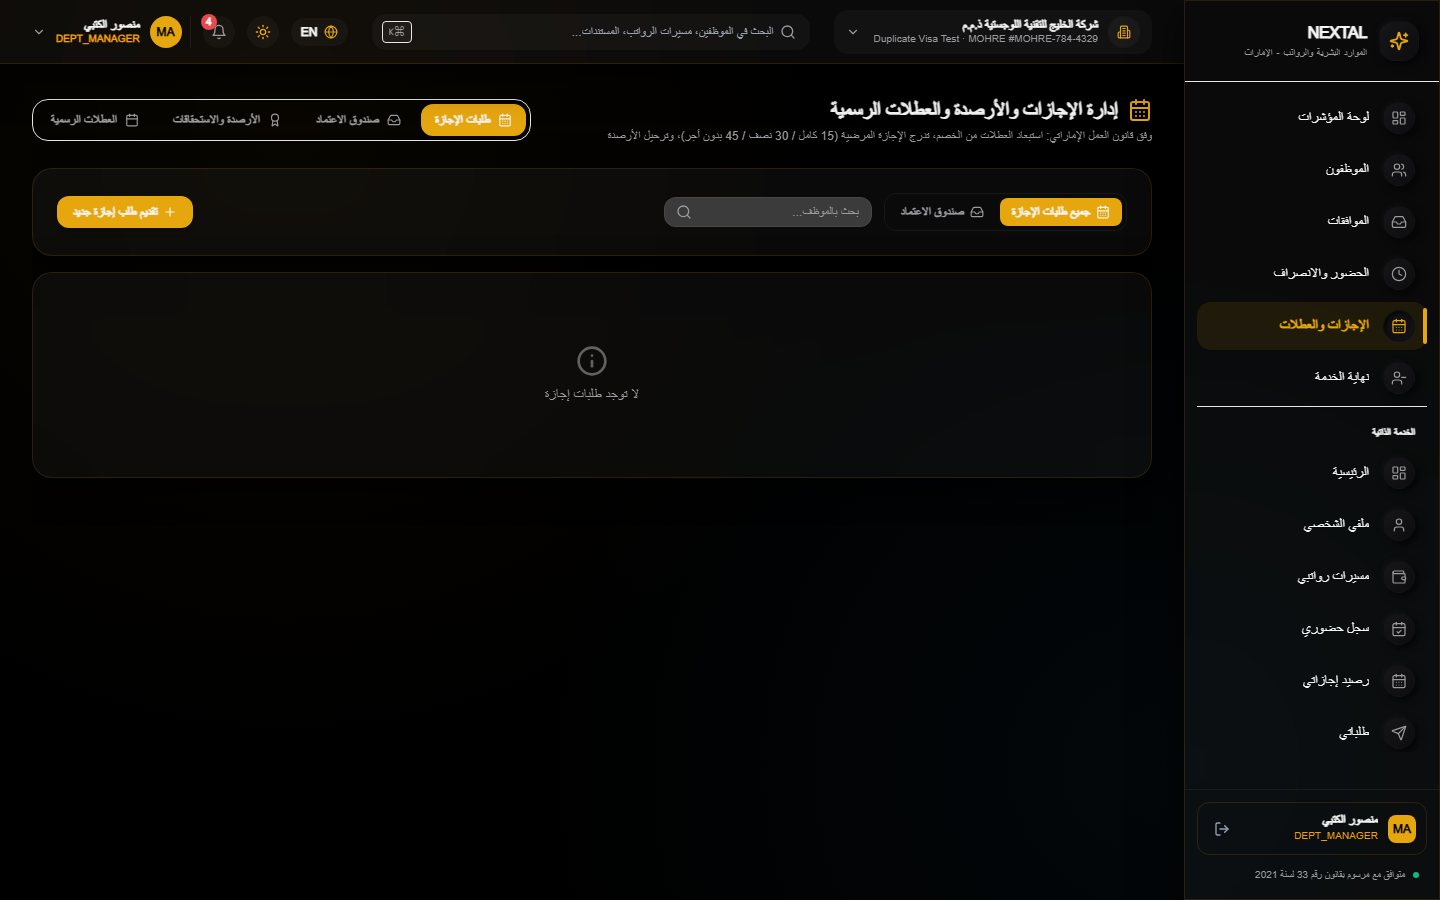 NEXTAL
الموارد البشرية والرواتب - الإمارات
لوحة المؤشرات
الموظفون
الموافقات
الحضور والانصراف
الإجازات والعطلات
نهاية الخدمة
الخدمة الذاتية
الرئيسية
ملفي الشخصي
مسيرات رواتبي
سجل حضوري
رصيد إجازاتي
طلباتي
منصور الكتبي
MA
DEPT_MANAGER
متوافق مع مرسوم بقانون رقم 33 لسنة 2021
شركة الخليج للتقنية اللوجستية ذ.م.م
Duplicate Visa Test · MOHRE #MOHRE-784-4329
البحث في الموظفين، مسيرات الرواتب، المستندات...
⌘K
EN
4
MA
منصور الكتبي
DEPT_MANAGER
إدارة الإجازات والأرصدة والعطلات الرسمية
وفق قانون العمل الإماراتي: استبعاد العطلات من الخصم، تدرج الإجازة المرضية (15 كامل / 30 نصف / 45 بدون أجر)، وترحيل الأرصدة
طلبات الإجازة
صندوق الاعتماد
الأرصدة والاستحقاقات
العطلات الرسمية
جميع طلبات الإجازة
صندوق الاعتماد
بحث بالموظف...
تقديم طلب إجازة جديد
لا توجد طلبات إجازة